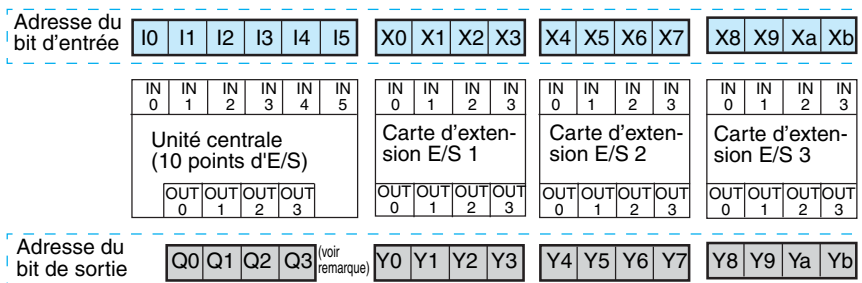 Adresse du
bit d'entrée
I0 I1 I2 I3 I4 I5 X0 X1 X2 X3 X4 X5 X6 X7 X8 X9 Xa Xb
IN IN IN IN IN IN IN IN IN IN IN IN IN IN IN IN IN IN
0 1 2 3 4 5 0 1 2 3 0 1 2 3 0 1 2 3
Unité centrale
(10 points d'E/S)
Carte d'exten-
sion E/S 1
Carte d'exten-
sion E/S 2
Carte d'exten-
sion E/S 3
OUT OUT OUT OUT OUT OUT OUT OUT OUT OUT OUT OUT OUT OUT OUT OUT
0 1 2 3 0 1 2 3 0 1 2 3 0 1 2 3
Adresse du
bit de sortie
Q0 Q1 Q2 Q3 (voir
remarque) Y0 Y1 Y2 Y3 Y4 Y5 Y6 Y7 Y8 Y9 Ya Yb